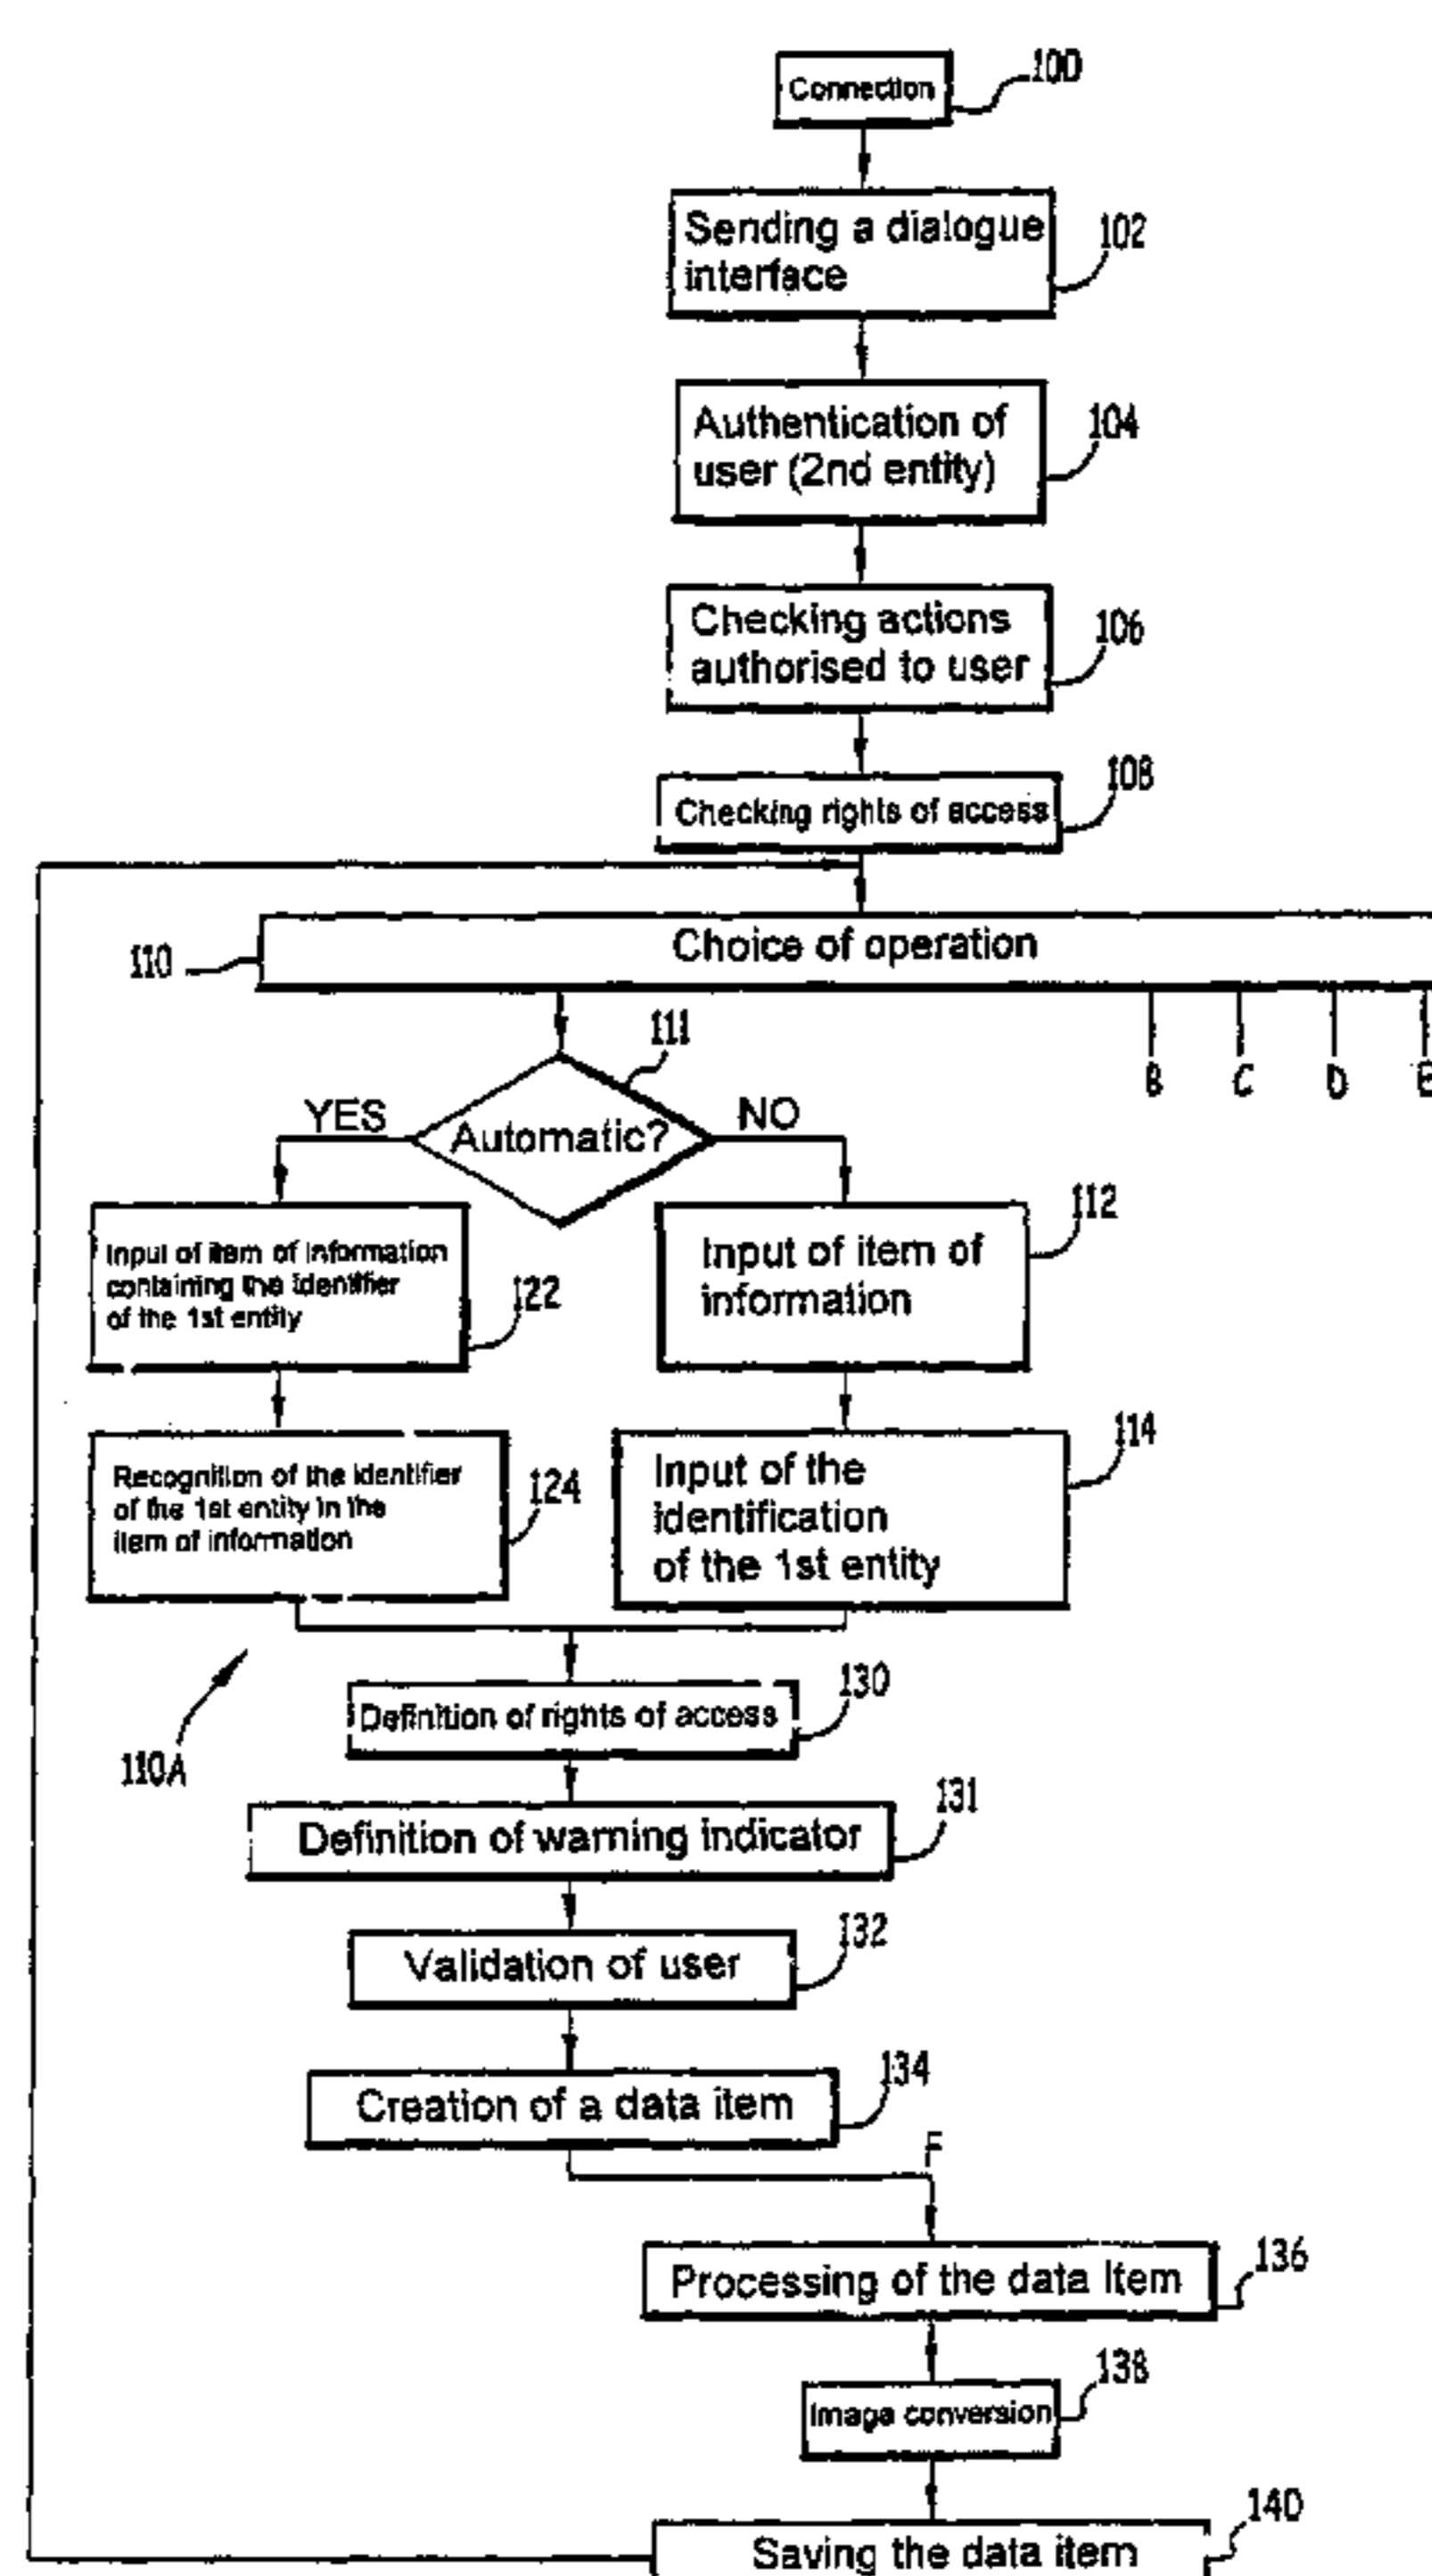 Connection
100
Sending a dialogue
interface
102
Authentication of
user (2nd entity)
104
Checking actions
authorised to user
106
Checking rights of access
108
Choice of operation
110
B
C
D
E
111
Automatic?
YES
NO
Input of item of information
containing the identifier
of the 1st entity
122
Input of item of
information
112
Recognition of the identifier
of the 1st entity in the
item of information
124
Input of the
identification
of the 1st entity
114
110A
Definition of rights of access
130
Definition of warning indicator
131
Validation of user
132
Creation of a data item
134
F
Processing of the data item
136
Image conversion
138
Saving the data item
140